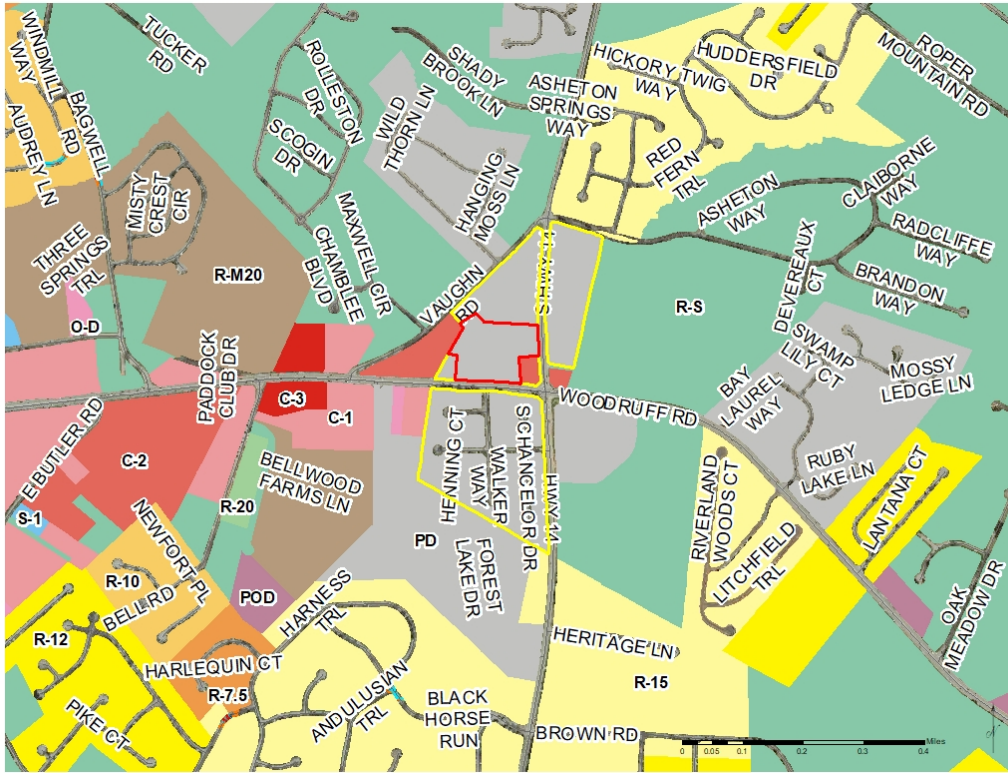 WINDMILL
WAY
AUDREY LN
BAGWELL
RD
TUCKER
RD
ROLLIESTON
DR
SCOGIN
DR
SHADY
BROOK LN
WILD
THORN LN
HANGING
MOSS LN
ASHETON
SPRINGS
WAY
HICKORY TWIG
WAY
HUDDERSFIELD
DR
ROPER
MOUNTAIN RD
RED
FERN
TRL
ASHETON
WAY
CLAIBORNE
WAY
RADCLIFFE
WAY
BRANDON
WAY
DEVEREAUX
CT
MISTY
CREST
CIR
THREE
SPRINGS
TRL
R-M20
MAXWELL CIR
CHAMBLEE
BLVD
VAUGHN
RD
S HWY 14
R-S
O-D
PADDOCK
CLUB DR
C-3
C-1
C-2
E BUTLER RD
S-1
R-20
BELLWOOD
FARMS LN
WOODRUFF RD
SWAMP
LILY CT
BAY
LAUREL
WAY
MOSSY
LEDGE LN
RUBY
LAKE LN
LANTANA CT
HENNING CT
WALKER
WAY
SCHANCELOR DR
HWY 14
RIVERLAND
WOODS CT
LITCHFIELD
TRL
OAK
MEADOW DR
PD
FOREST
LAKE DR
NEWFORT PL
R-10
BELL RD
POD
HARNESS
TRL
R-12
HARLEQUIN CT
R-7.5
PIKE CT
ANDULUSIAN
TRL
BLACK
HORSE
RUN
HERITAGE LN
R-15
BROWN RD
Miles
0 0.05 0.1 0.2 0.3 0.4